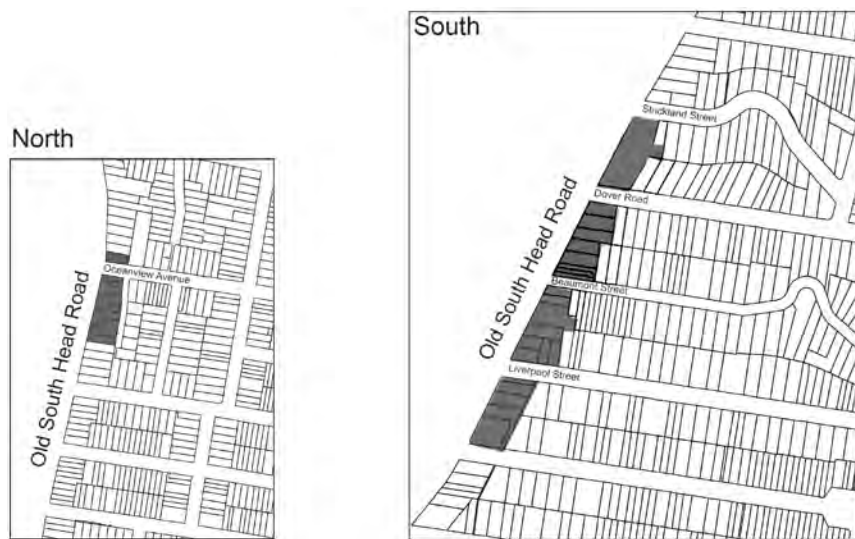 North
Oceanview Avenue
Old South Head Road
South
Strickland Street
Dover Road
Old South Head Road
Beaumont Street
Liverpool Street